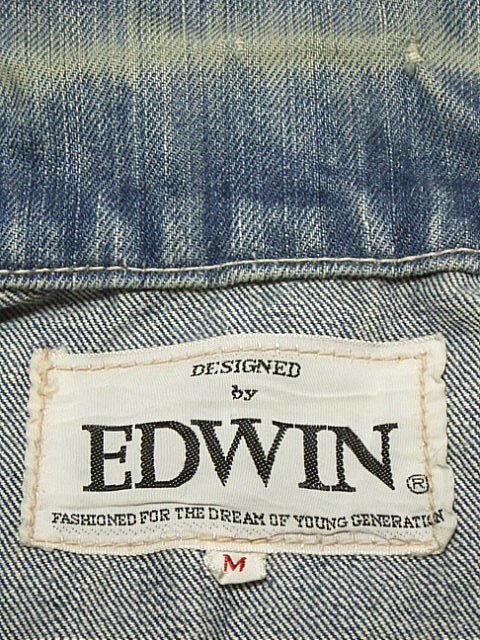 DESIGNED
by
EDWIN®
FASHIONED FOR THE DREAM OF YOUNG GENERATION
M